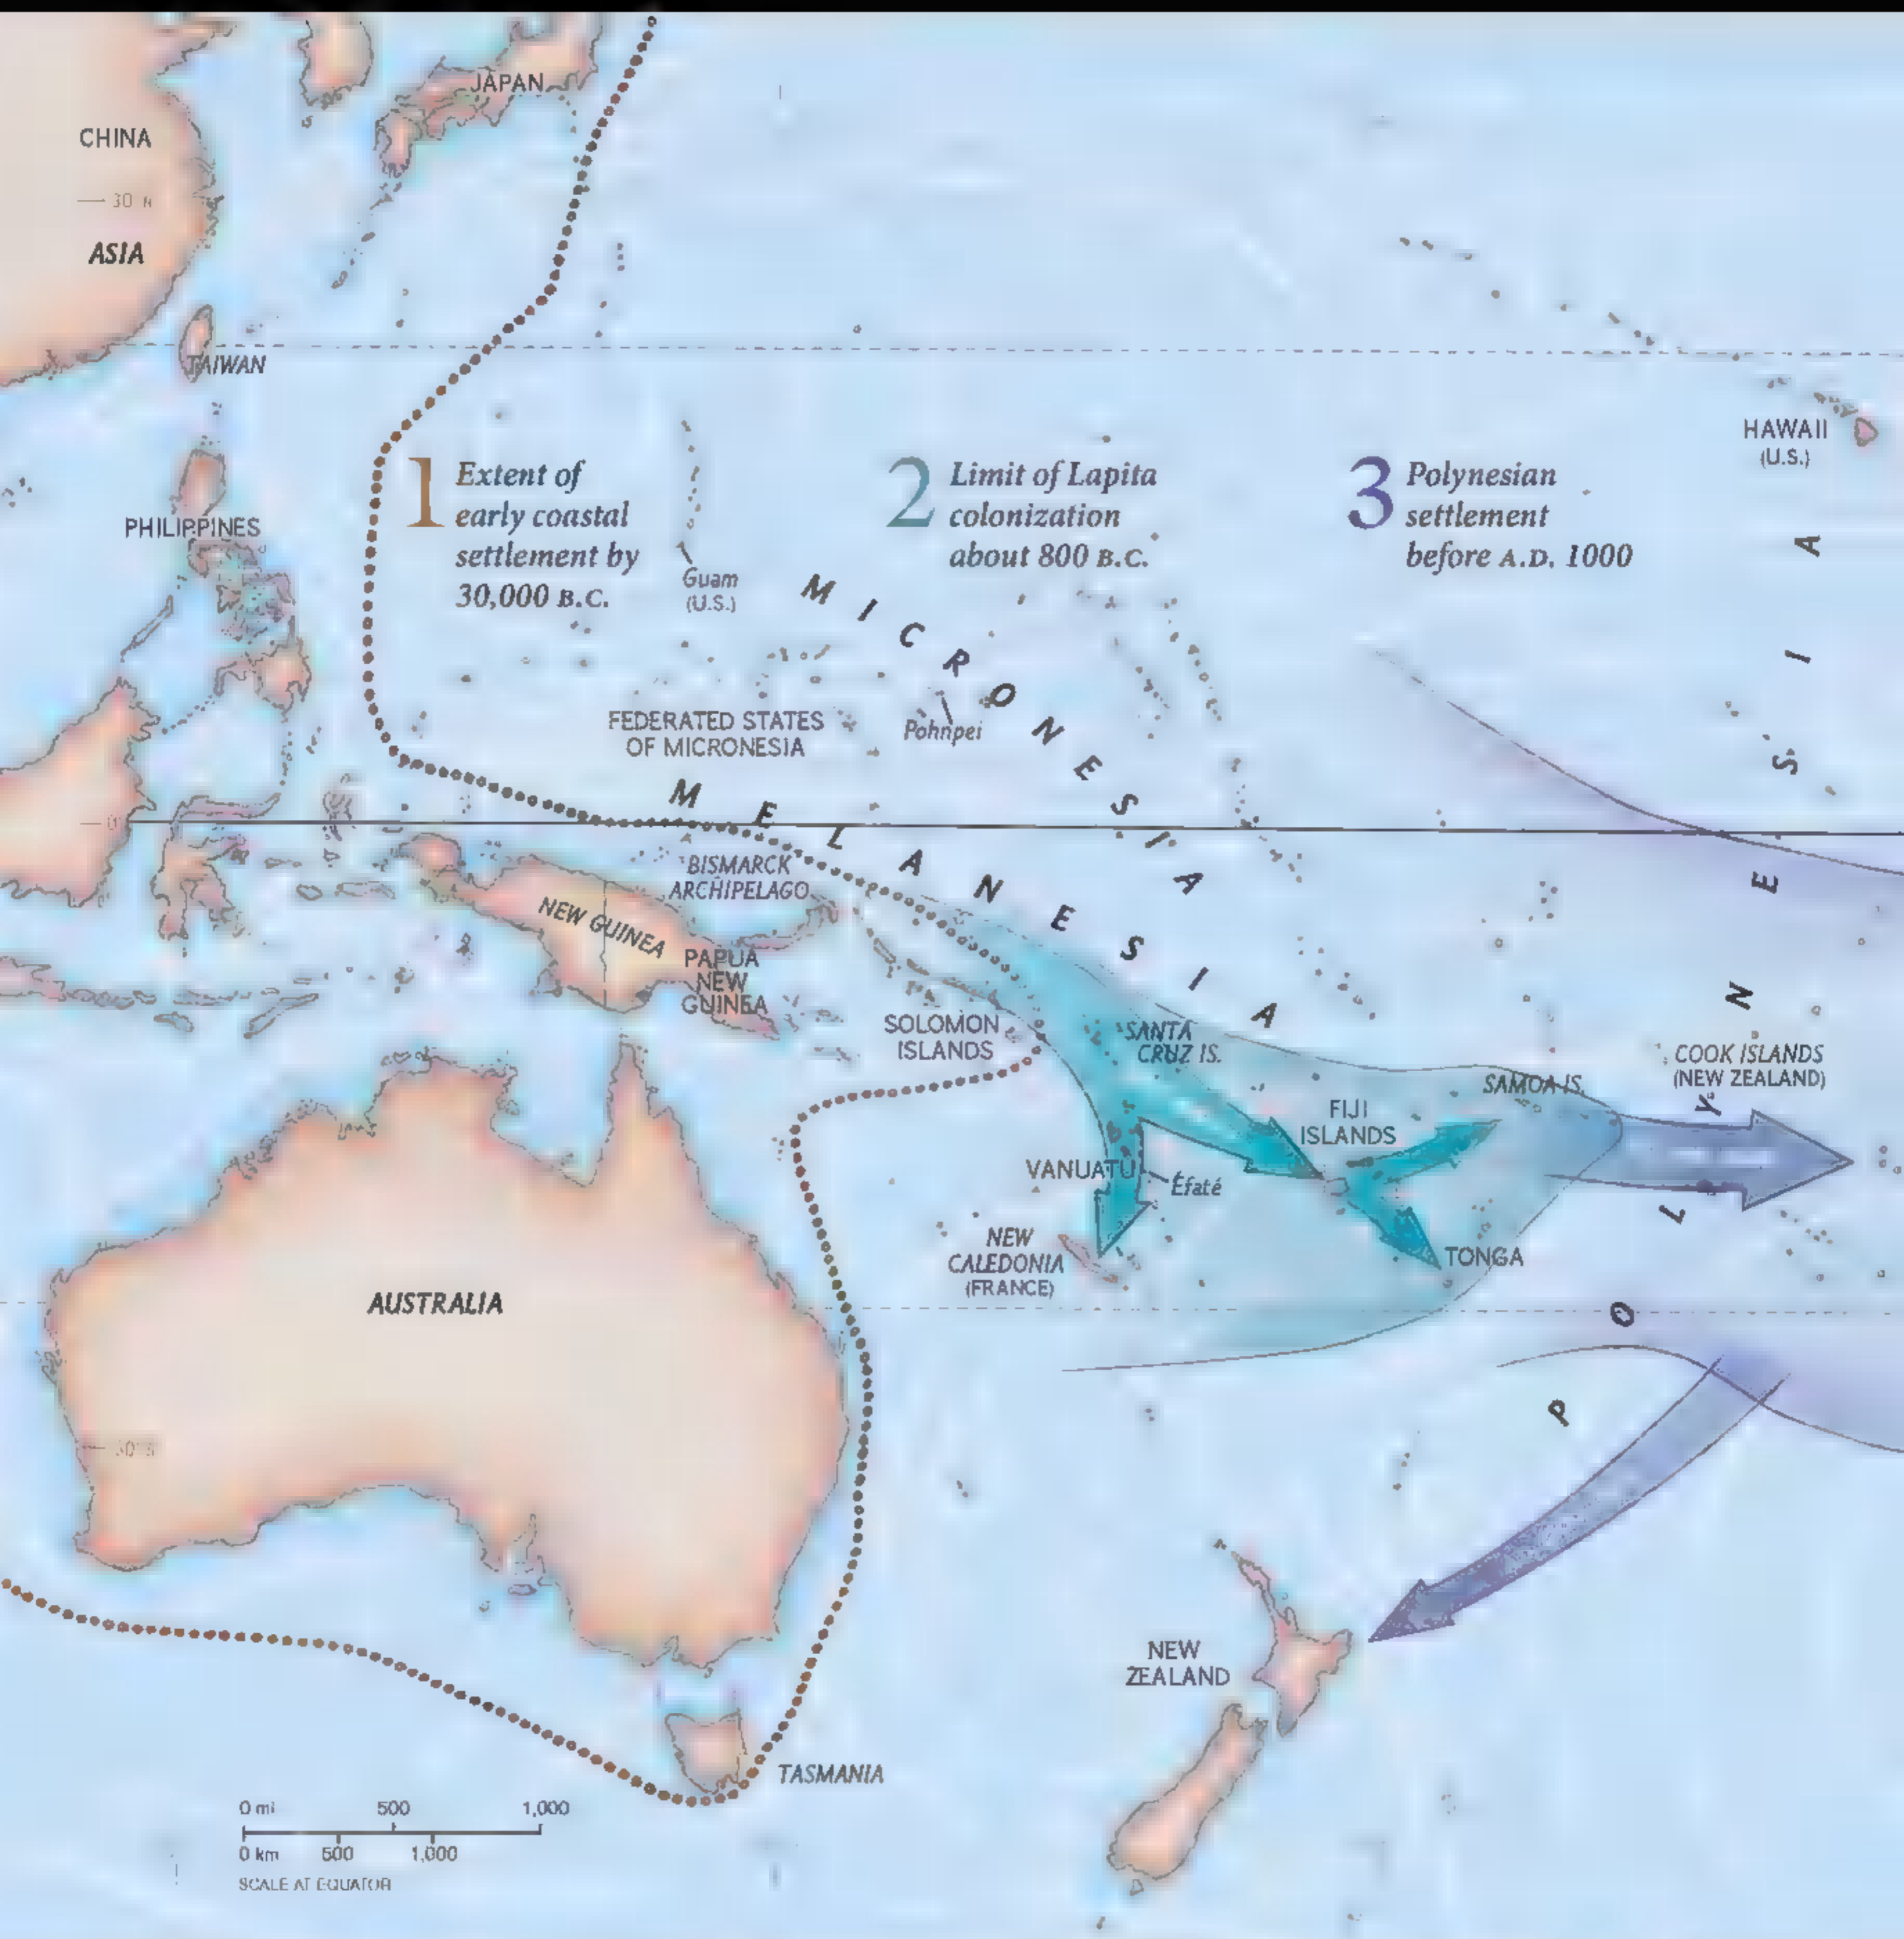 JAPAN
CHINA
30 N
ASIA
TAIWAN
HAWAII
(U.S.)
PHILIPPINES
1
Extent of
early coastal
settlement by
30,000 B.C.
2
Limit of Lapita
colonization
about 800 B.C.
3
Polynesian
settlement
before A.D. 1000
Guam
(U.S.)
MICRONESIA
FEDERATED STATES
OF MICRONESIA
Pohnpei
MELANESIA
POLYNESIA
0°
BISMARCK
ARCHIPELAGO
NEW GUINEA
PAPUA
NEW
GUINEA
SOLOMON
ISLANDS
SANTA
CRUZ IS.
SAMOA IS.
COOK ISLANDS
(NEW ZEALAND)
FIJI
ISLANDS
VANUATU
Éfaté
NEW
CALEDONIA
(FRANCE)
TONGA
AUSTRALIA
30° S
NEW
ZEALAND
TASMANIA
0 mi 500 1,000
0 km 500 1,000
SCALE AT EQUATOR